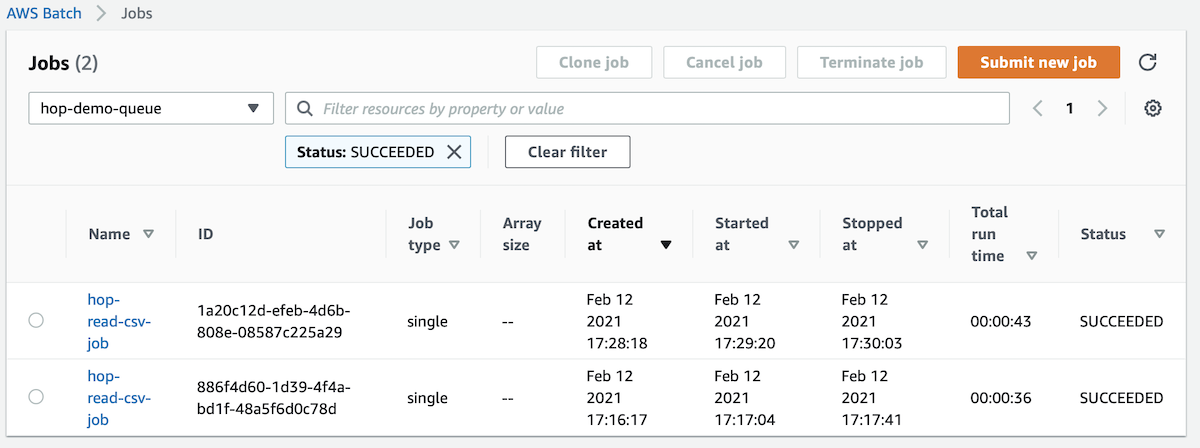 AWS Batch > Jobs
Jobs (2)
Clone job
Cancel job
Terminate job
Submit new job
hop-demo-queue
Filter resources by property or value
1
Status: SUCCEEDED
Clear filter
Name
ID
Job
type
Array
size
Created
at
Started
at
Stopped
at
Total
run
time
Status
hop-
read-csv-
job
1a20c12d-efeb-4d6b-
808e-08587c225a29
single
--
Feb 12
2021
17:28:18
Feb 12
2021
17:29:20
Feb 12
2021
17:30:03
00:00:43
SUCCEEDED
hop-
read-csv-
job
886f4d60-1d39-4f4a-
bd1f-48a5f6d0c78d
single
--
Feb 12
2021
17:16:17
Feb 12
2021
17:17:04
Feb 12
2021
17:17:41
00:00:36
SUCCEEDED